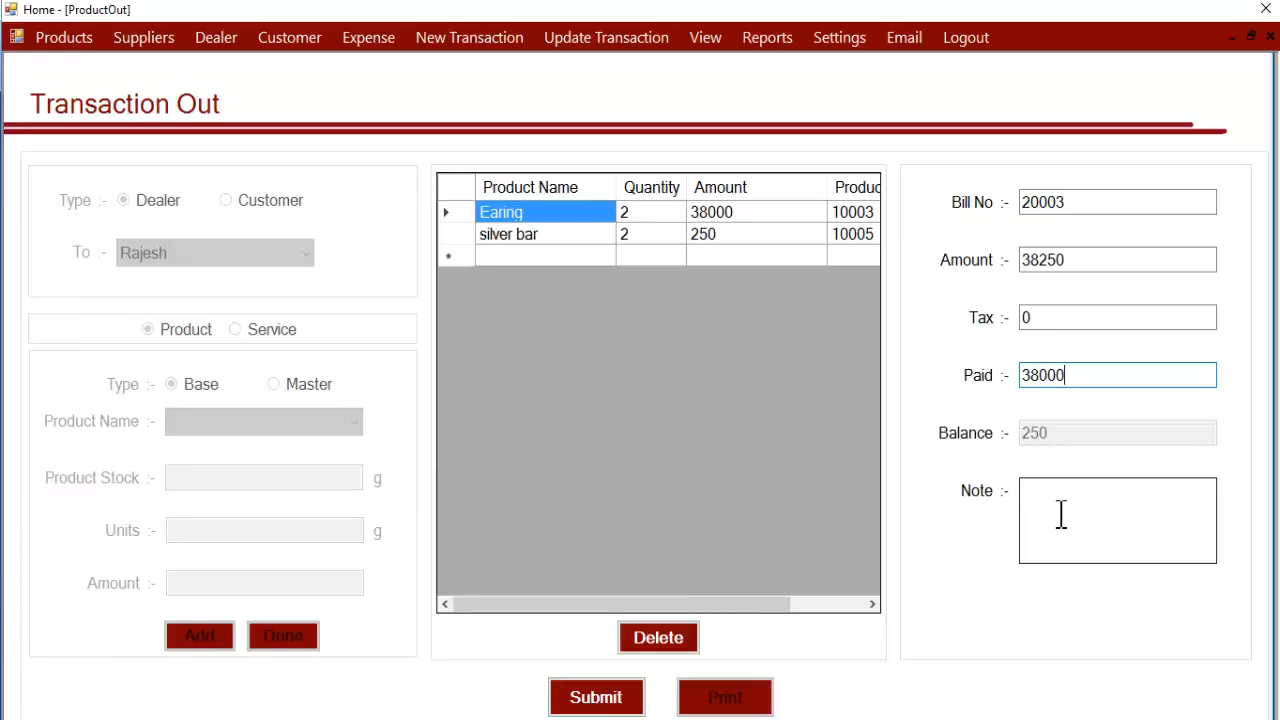 Home - [ProductOut]
Products Suppliers Dealer Customer Expense New Transaction Update Transaction View Reports Settings Email Logout
Transaction Out
Type :- Dealer Customer
To :- Rajesh
Product Service
Type :- Base Master
Product Name :-
Product Stock :- g
Units :- g
Amount :-
Add Done
Product Name Quantity Amount Produc
Earing 2 38000 10003
silver bar 2 250 10005
Delete
Bill No :- 20003
Amount :- 38250
Tax :- 0
Paid :- 38000
Balance :- 250
Note :-
Submit Print